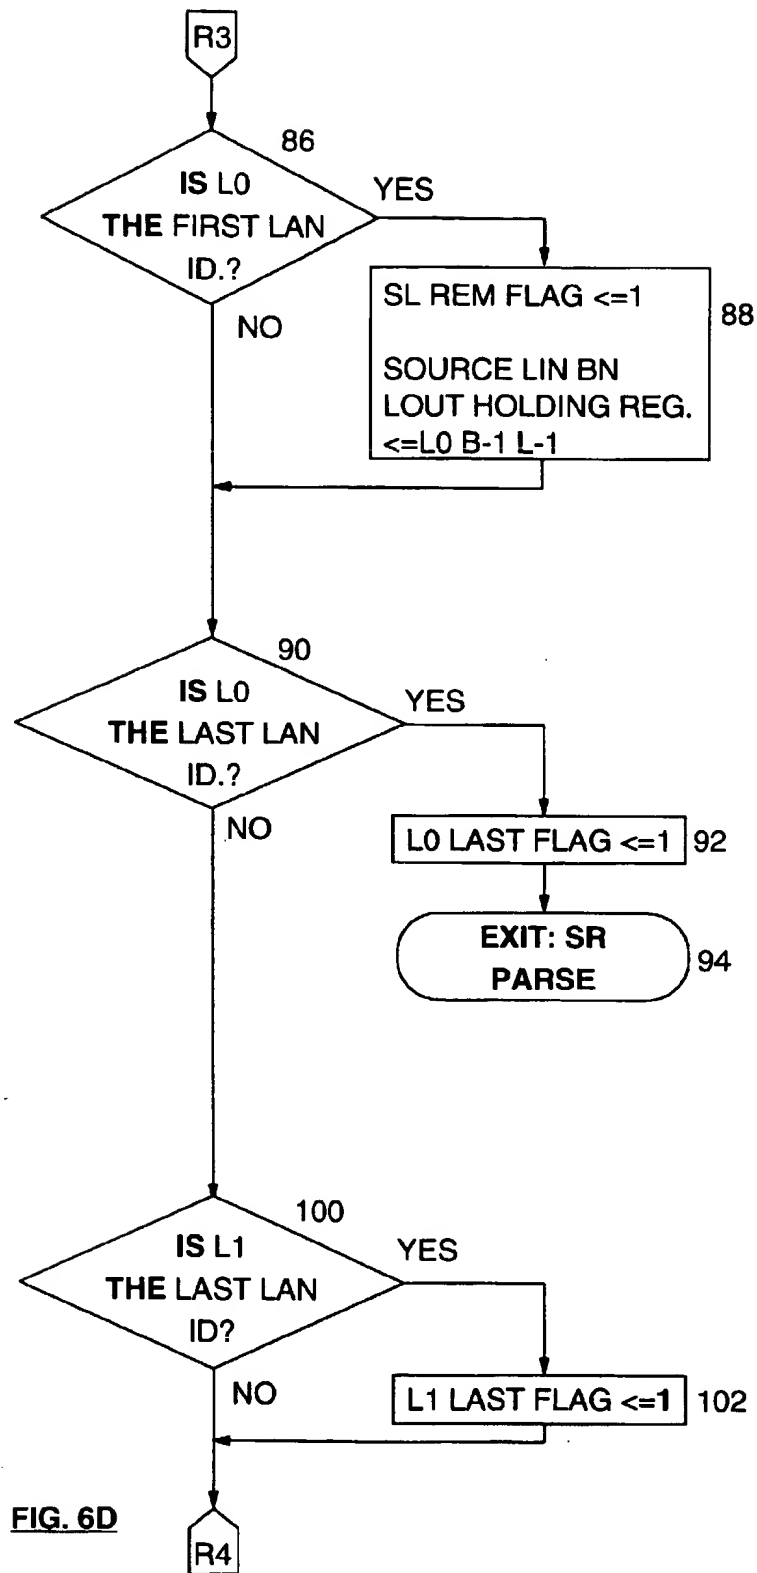 R3
86
IS L0
THE FIRST LAN
ID.?
YES
NO
SL REM FLAG <=1
88
SOURCE LIN BN
LOUT HOLDING REG.
<=L0 B-1 L-1
90
IS L0
THE LAST LAN
ID.?
YES
NO
L0 LAST FLAG <=1
92
EXIT: SR
PARSE
94
100
IS L1
THE LAST LAN
ID?
YES
NO
L1 LAST FLAG <=1
102
FIG. 6D
R4